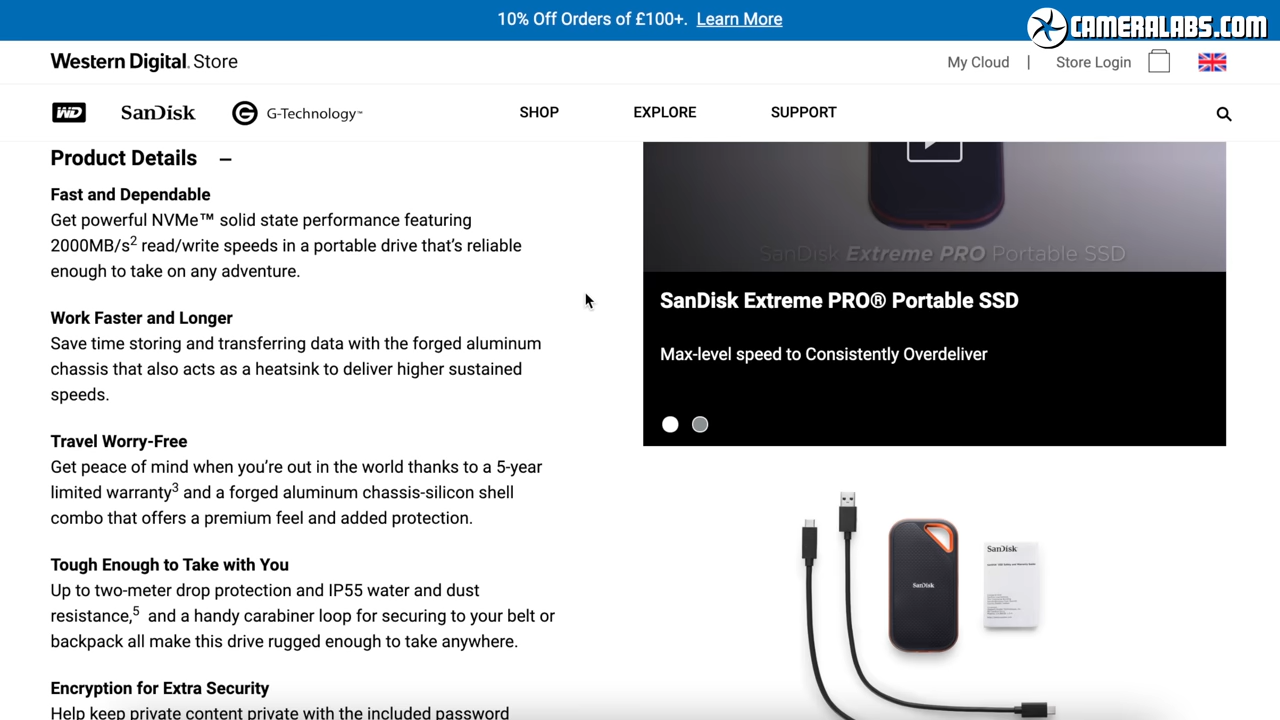 10% Off Orders of £100+. Learn More
CAMERALABS.COM
Western Digital. Store
My Cloud | Store Login
WD SanDisk G G-Technology™
SHOP EXPLORE SUPPORT
Product Details –
Fast and Dependable
Get powerful NVMe™ solid state performance featuring
2000MB/s2 read/write speeds in a portable drive that's reliable
enough to take on any adventure.
Work Faster and Longer
Save time storing and transferring data with the forged aluminum
chassis that also acts as a heatsink to deliver higher sustained
speeds.
Travel Worry-Free
Get peace of mind when you're out in the world thanks to a 5-year
limited warranty3 and a forged aluminum chassis-silicon shell
combo that offers a premium feel and added protection.
Tough Enough to Take with You
Up to two-meter drop protection and IP55 water and dust
resistance,5 and a handy carabiner loop for securing to your belt or
backpack all make this drive rugged enough to take anywhere.
Encryption for Extra Security
Help keep private content private with the included password
SanDisk Extreme PRO Portable SSD
SanDisk Extreme PRO® Portable SSD
Max-level speed to Consistently Overdeliver
SanDisk
SanDisk